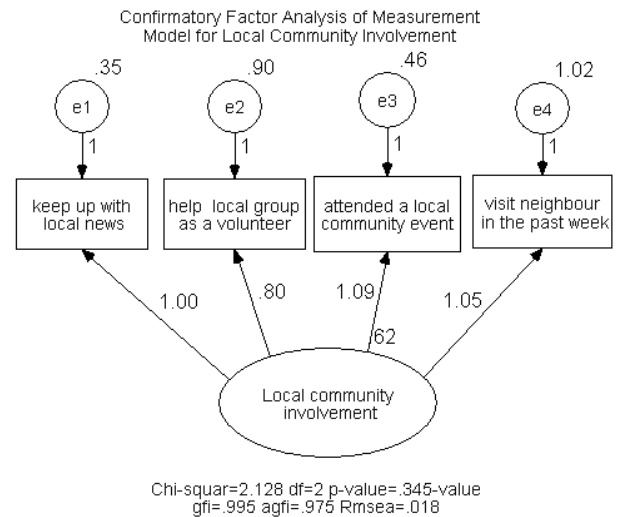 Confirmatory Factor Analysis of Measurement
Model for Local Community Involvement
.35
.90
.46
1.02
e1
e2
e3
e4
1
1
1
1
keep up with
local news
help local group
as a volunteer
attended a local
community event
visit neighbour
in the past week
1.00
.80
1.09
1.05
.62
Local community
involvement
Chi-squar=2.128 df=2 p-value=.345-value
gfi=.995 agfi=.975 Rmsea=.018